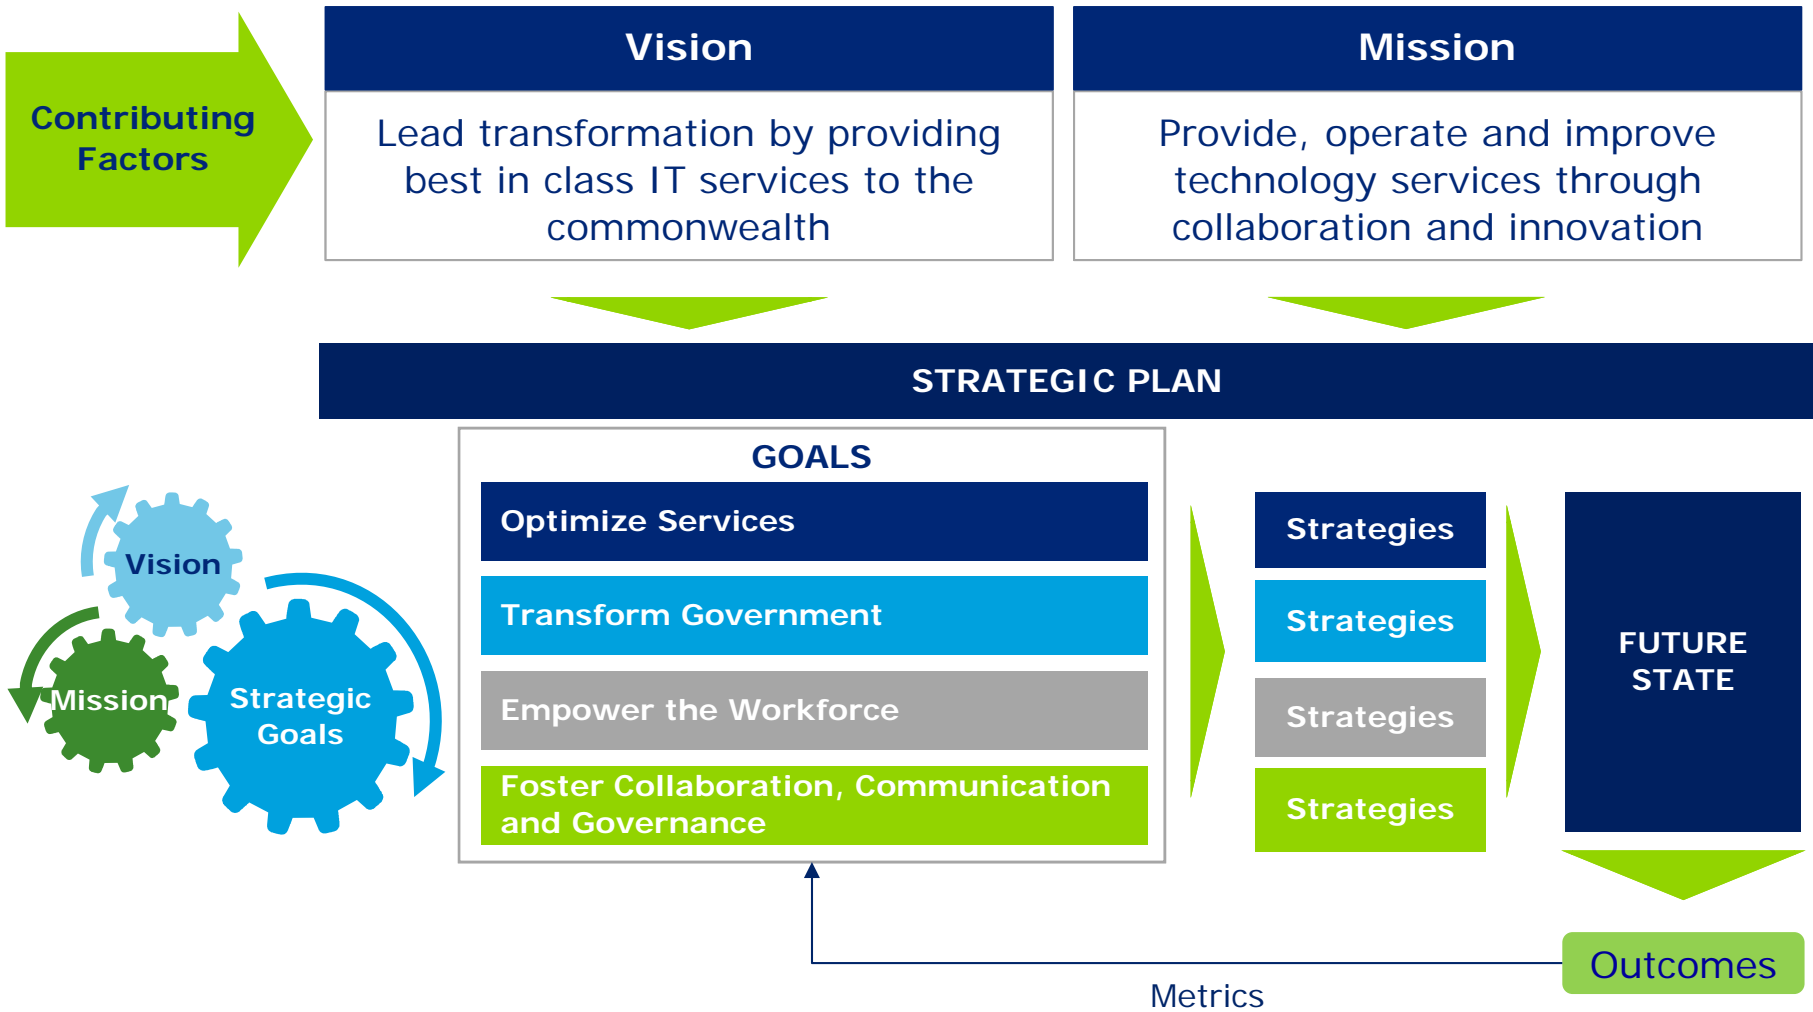 Contributing
Factors
Vision
Lead transformation by providing
best in class IT services to the
commonwealth
Mission
Provide, operate and improve
technology services through
collaboration and innovation
STRATEGIC PLAN
Vision
Mission
Strategic
Goals
GOALS
Optimize Services
Transform Government
Empower the Workforce
Foster Collaboration, Communication
and Governance
Strategies
Strategies
Strategies
Strategies
FUTURE
STATE
Outcomes
Metrics